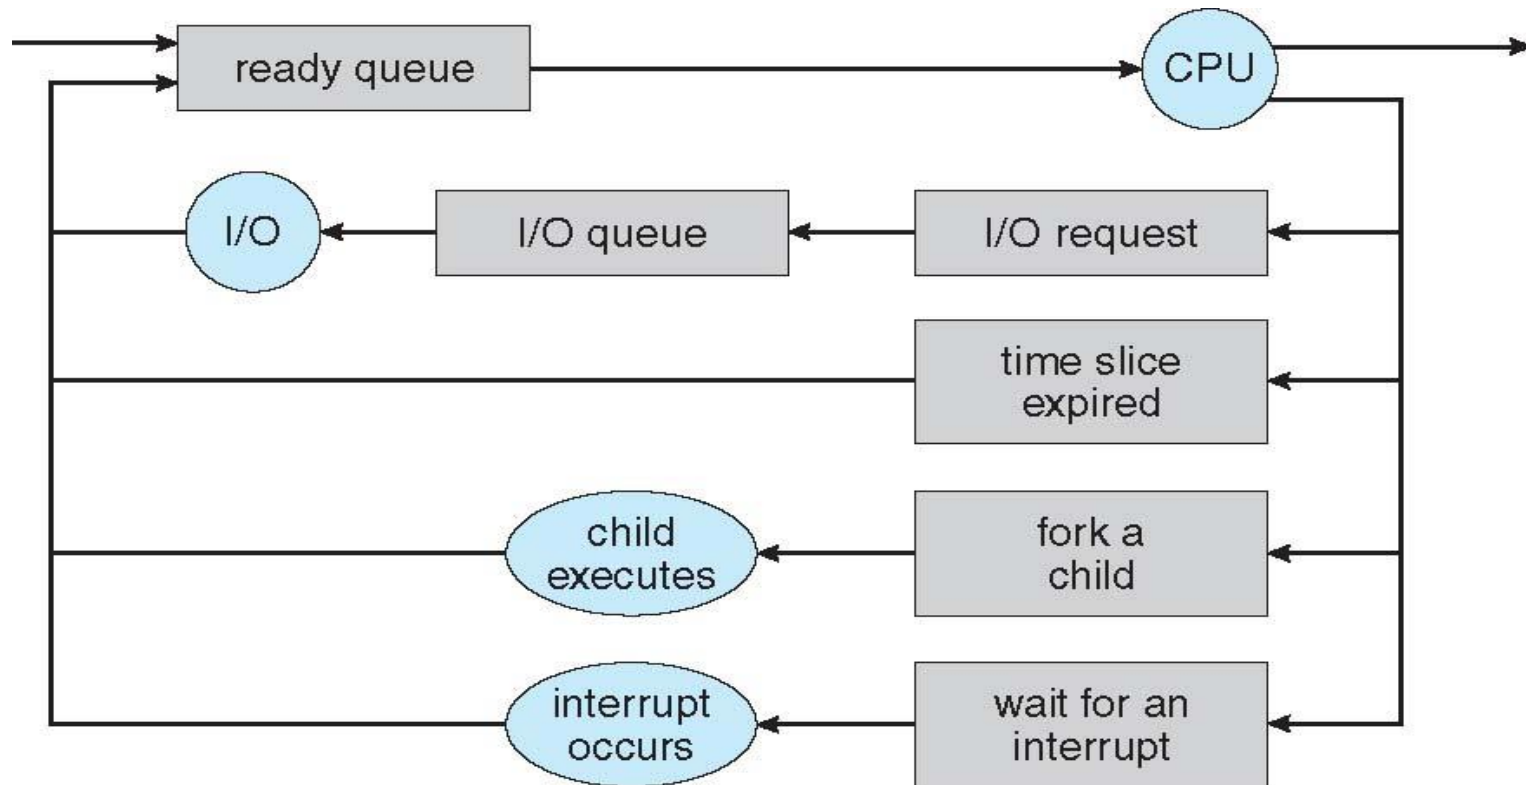 ready queue
CPU
I/O
I/O queue
I/O request
time slice
expired
child
executes
fork a
child
interrupt
occurs
wait for an
interrupt